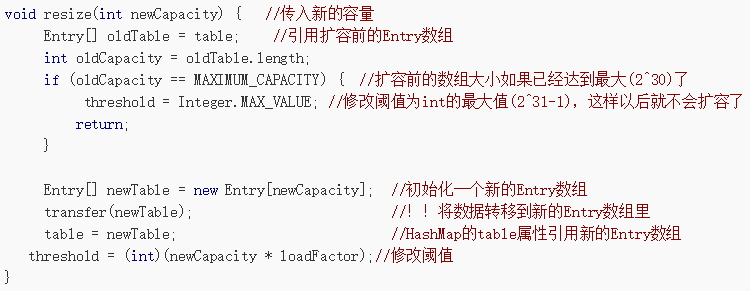 void resize(int newCapacity) {   //传入新的容量
    Entry[] oldTable = table;    //引用扩容前的Entry数组
    int oldCapacity = oldTable.length;
    if (oldCapacity == MAXIMUM_CAPACITY) {  //扩容前的数组大小如果已经达到最大(2^30)了
        threshold = Integer.MAX_VALUE; //修改阈值为int的最大值(2^31-1)，这样以后就不会扩容了
        return;
    }
    Entry[] newTable = new Entry[newCapacity];  //初始化一个新的Entry数组
    transfer(newTable);                         //！！将数据转移到新的Entry数组里
    table = newTable;                           //HashMap的table属性引用新的Entry数组
    threshold = (int)(newCapacity * loadFactor);//修改阈值
}